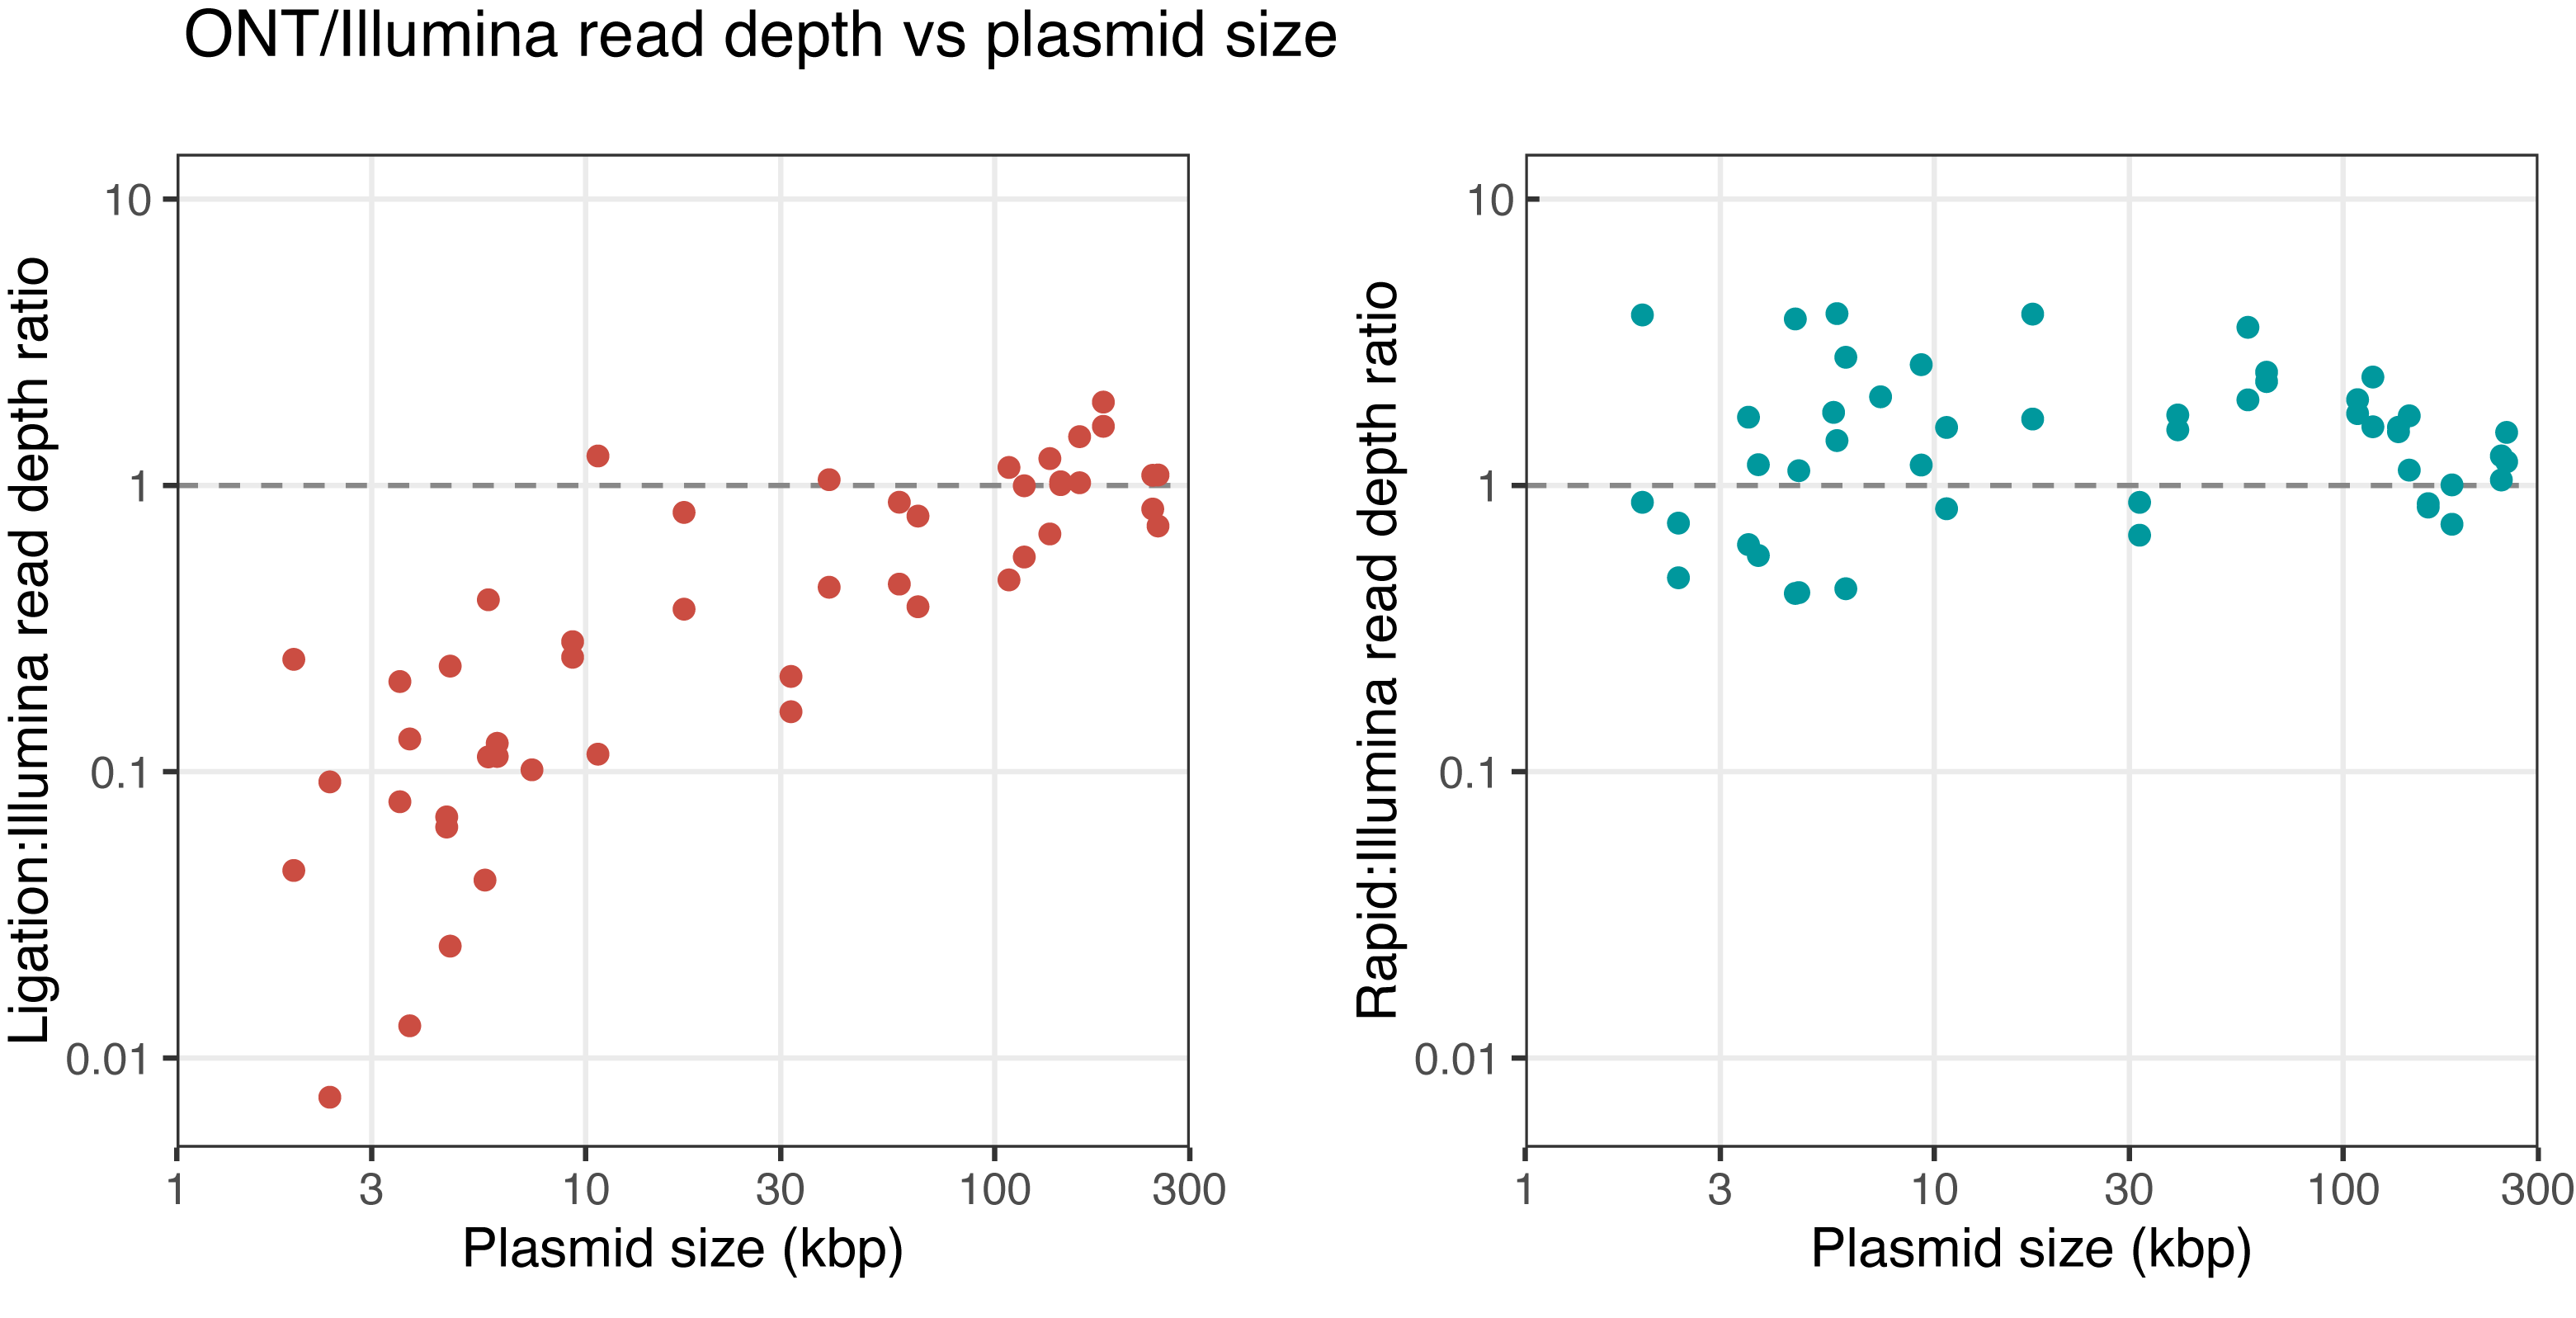 ONT/Illumina read depth vs plasmid size
Ligation:Illumina read depth ratio
10
1
0.1
0.01
1 3 10 30 100 300
Plasmid size (kbp)
Rapid:Illumina read depth ratio
10
1
0.1
0.01
1 3 10 30 100 300
Plasmid size (kbp)